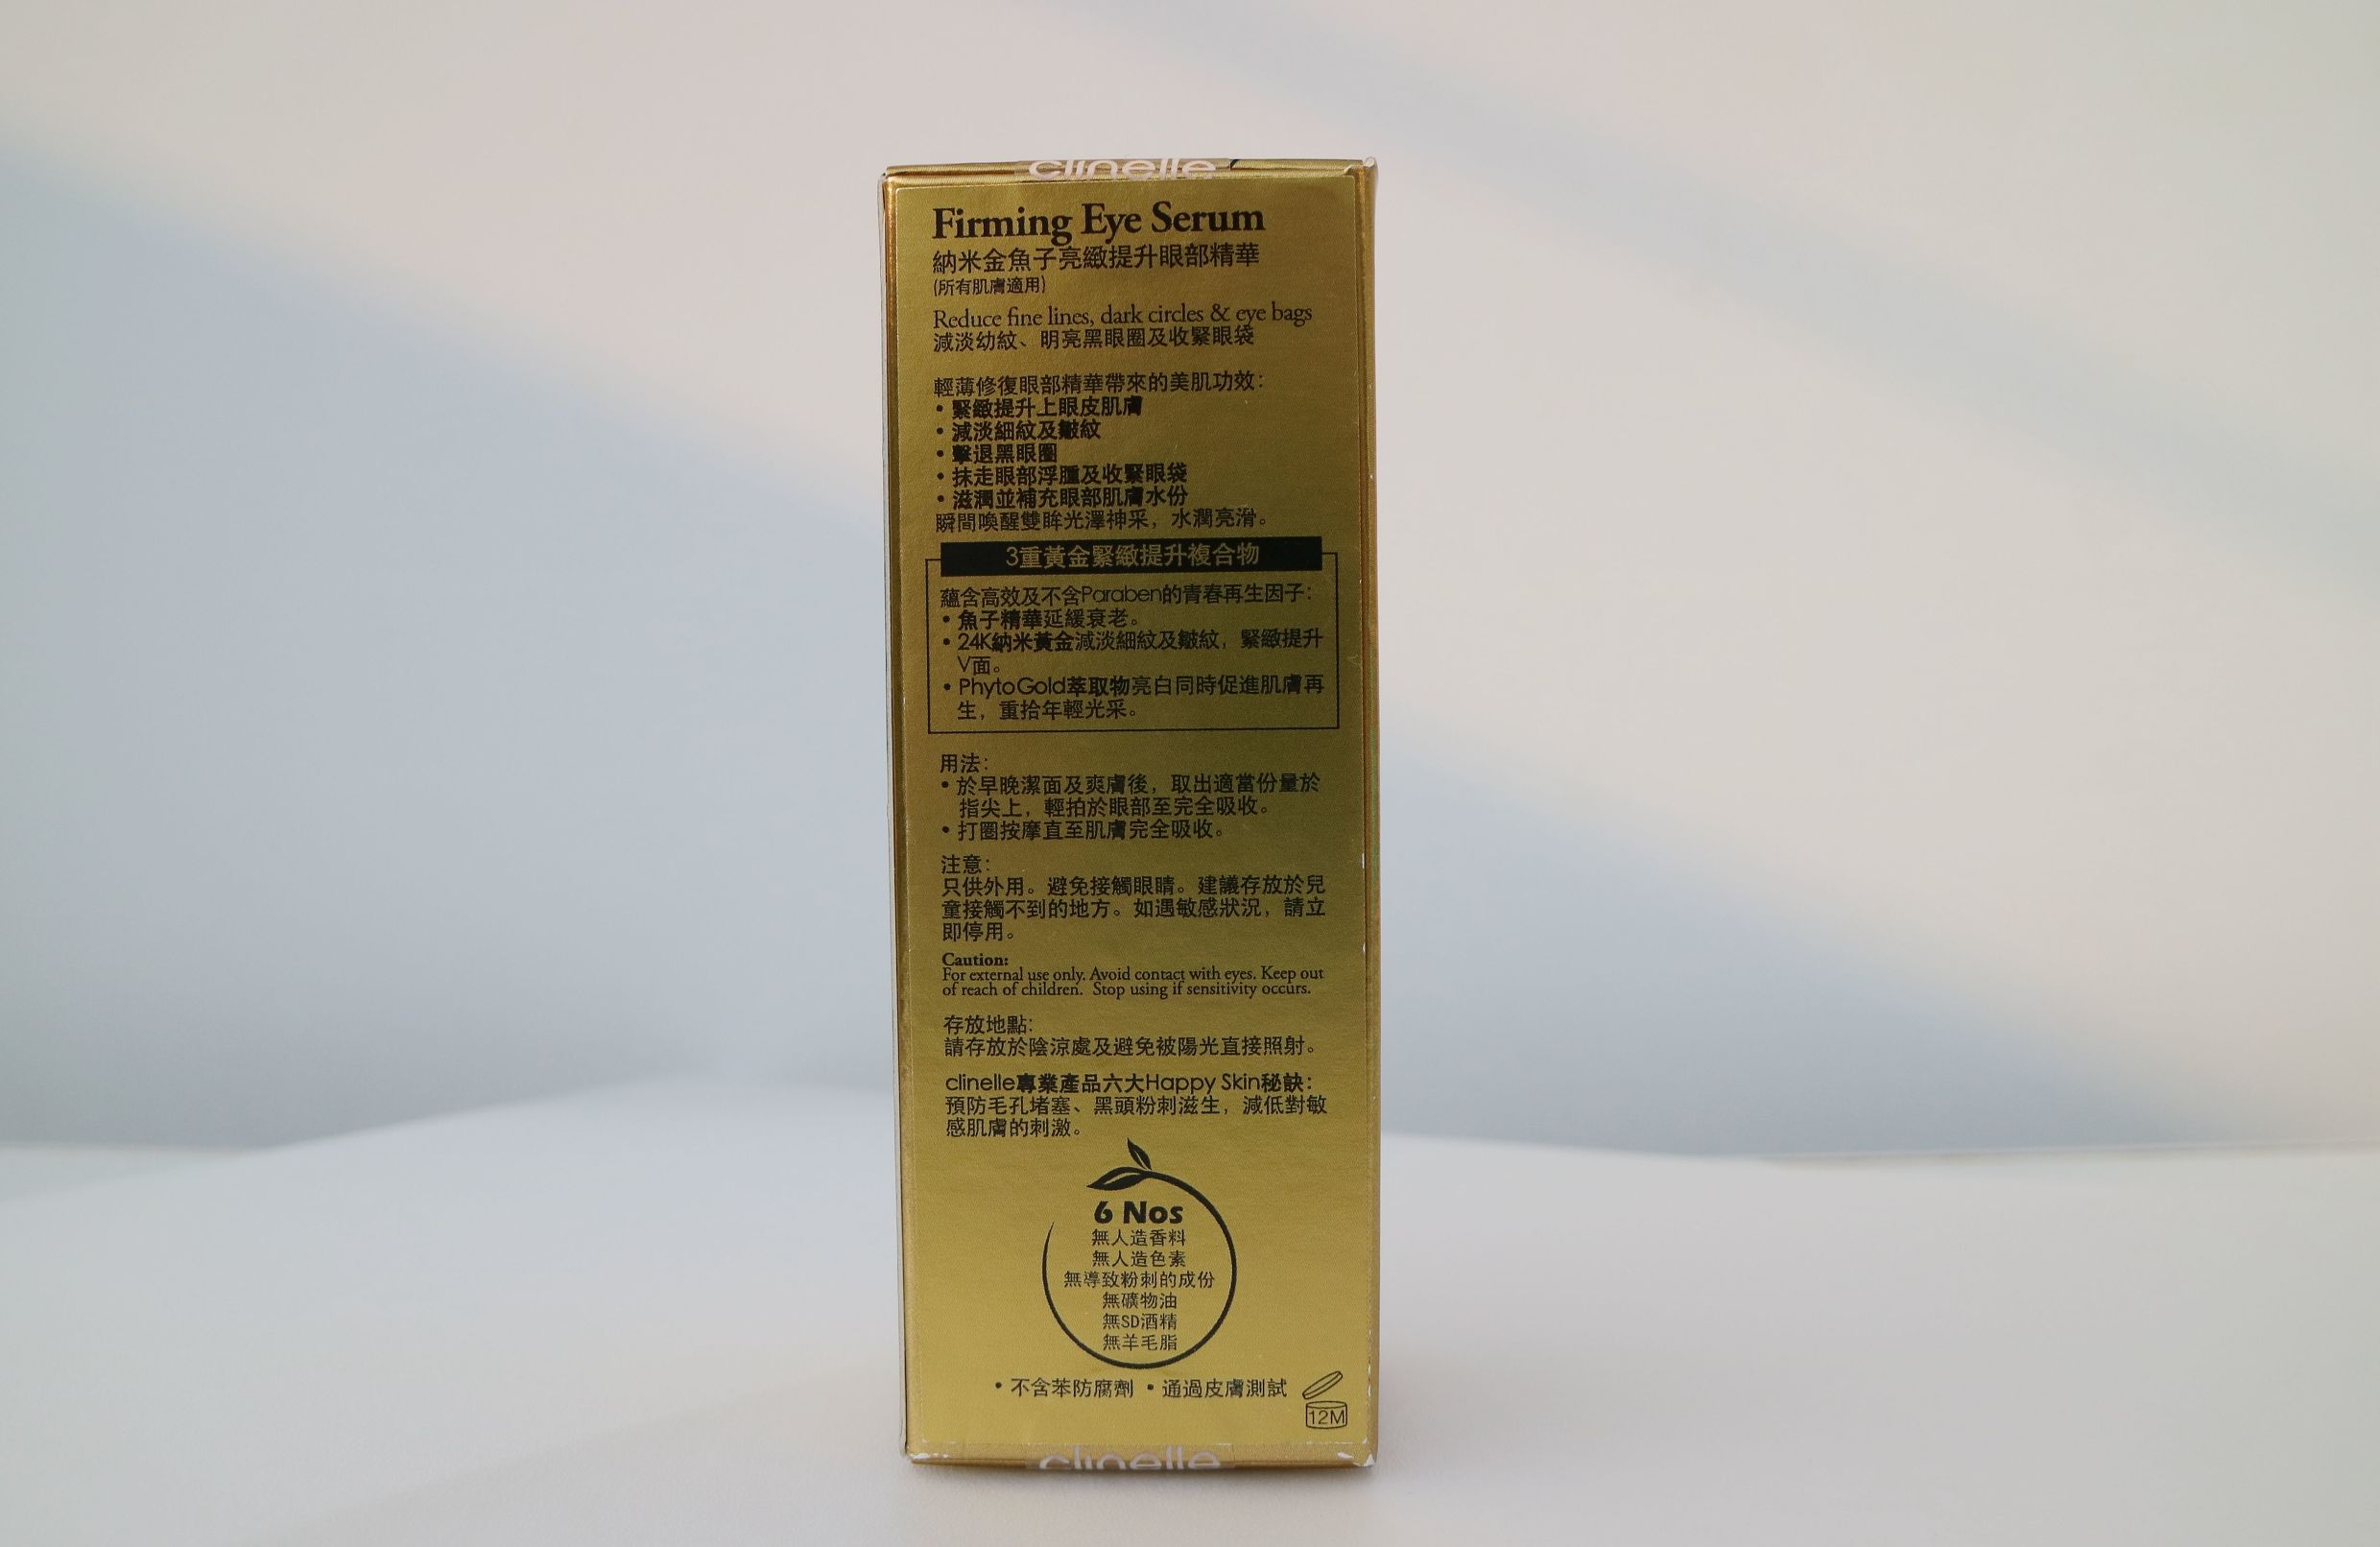 clinelle
Firming Eye Serum
納米金魚子亮緻提升眼部精華
(所有肌膚適用)
Reduce fine lines, dark circles & eye bags
減淡幼紋、明亮黑眼圈及收緊眼袋
輕薄修復眼部精華帶來的美肌功效：
• 緊緻提升上眼皮肌膚
• 減淡細紋及皺紋
• 擊退黑眼圈
• 抹走眼部浮腫及收緊眼袋
• 滋潤並補充眼部肌膚水份
瞬間喚醒雙眸光澤神采，水潤亮滑。
3重黃金緊緻提升複合物
蘊含高效及不含Paraben的青春再生因子：
• 魚子精華延緩衰老。
• 24K納米黃金減淡細紋及皺紋，緊緻提升
V面。
• PhytoGold萃取物亮白同時促進肌膚再
生，重拾年輕光采。
用法：
• 於早晚潔面及爽膚後，取出適當份量於
指尖上，輕拍於眼部至完全吸收。
• 打圈按摩直至肌膚完全吸收。
注意：
只供外用。避免接觸眼睛。建議存放於兒
童接觸不到的地方。如遇敏感狀況，請立
即停用。
Caution:
For external use only. Avoid contact with eyes. Keep out
of reach of children. Stop using if sensitivity occurs.
存放地點：
請存放於陰涼處及避免被陽光直接照射。
clinelle專業產品六大Happy Skin秘訣：
預防毛孔堵塞、黑頭粉刺滋生，減低對敏
感肌膚的刺激。
6 Nos
無人造香料
無人造色素
無導致粉刺的成份
無礦物油
無SD酒精
無羊毛脂
• 不含苯防腐劑 • 通過皮膚測試
12M
clinelle